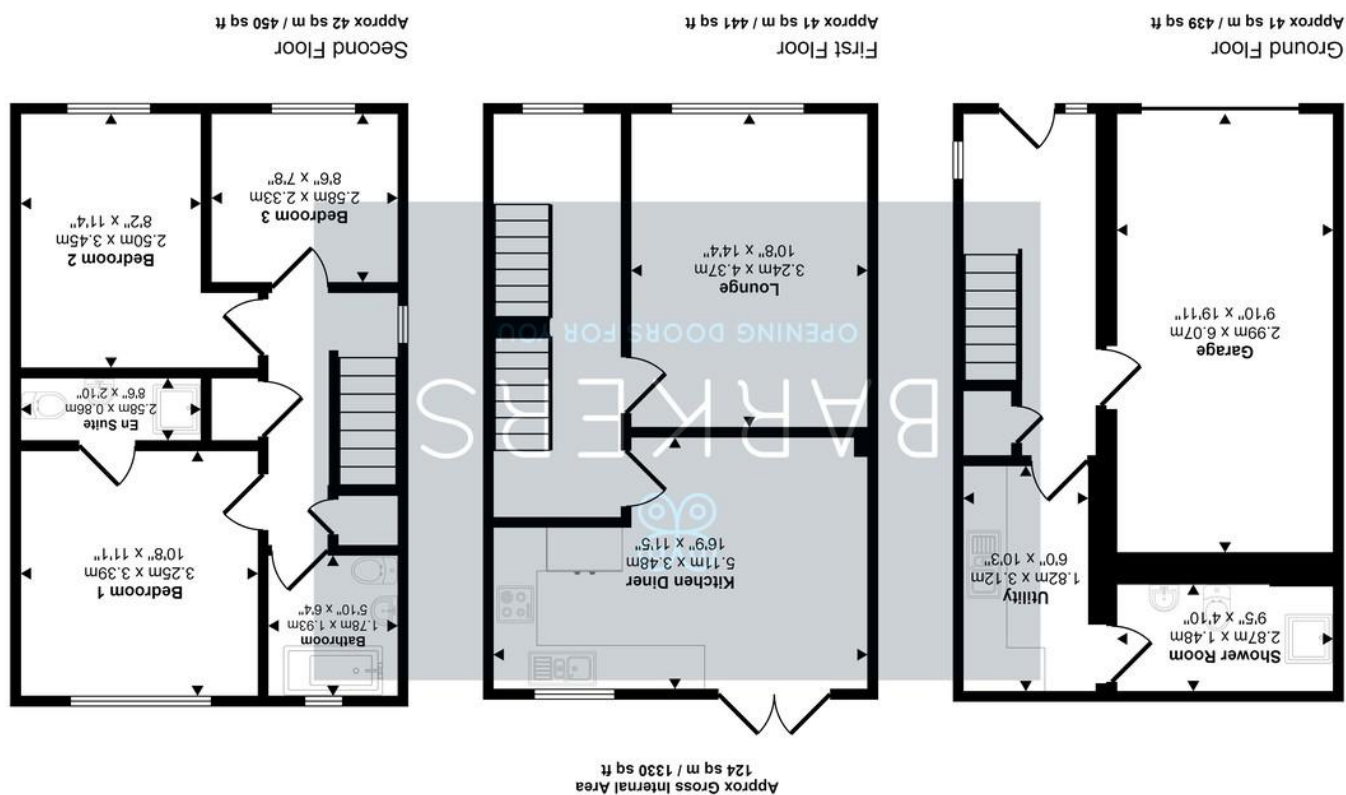 Approx Gross Internal Area
124 sq m / 1330 sq ft
Shower Room
2.87m x 1.48m
9'5" x 4'10"
Utility
1.82m x 3.12m
6'0" x 10'3"
Garage
2.99m x 6.07m
9'10" x 19'11"
Ground Floor
Approx 41 sq m / 439 sq ft
Kitchen Diner
5.11m x 3.48m
16'9" x 11'5"
BARKERS
OPENING DOORS FOR YOU
Lounge
3.24m x 4.37m
10'8" x 14'4"
First Floor
Approx 41 sq m / 441 sq ft
Bathroom
1.78m x 1.93m
5'10" x 6'4"
Bedroom 1
3.25m x 3.39m
10'8" x 11'1"
En Suite
2.58m x 0.86m
8'6" x 2'10"
Bedroom 3
2.58m x 2.33m
8'6" x 7'8"
Bedroom 2
2.50m x 3.45m
8'2" x 11'4"
Second Floor
Approx 42 sq m / 450 sq ft